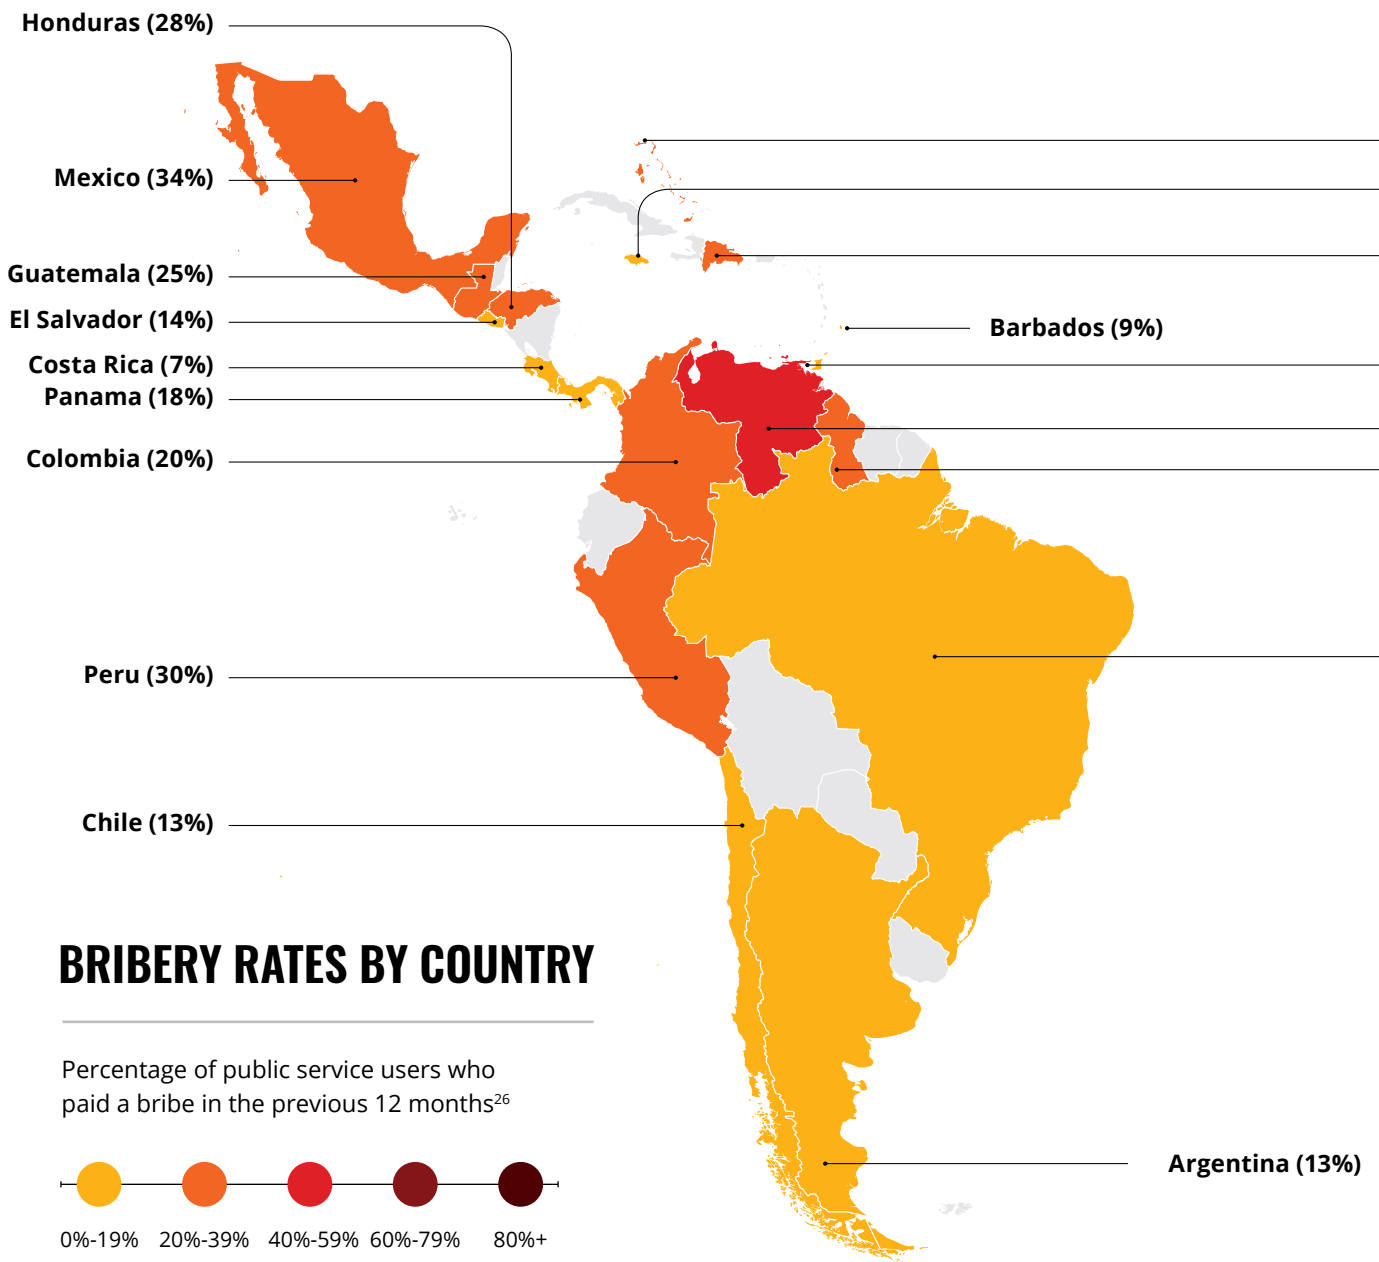 Honduras (28%)
Mexico (34%)
Guatemala (25%)
El Salvador (14%)
Barbados (9%)
Costa Rica (7%)
Panama (18%)
Colombia (20%)
Peru (30%)
Chile (13%)
BRIBERY RATES BY COUNTRY
Percentage of public service users who
paid a bribe in the previous 12 months²⁶
Argentina (13%)
0%-19% 20%-39% 40%-59% 60%-79% 80%+